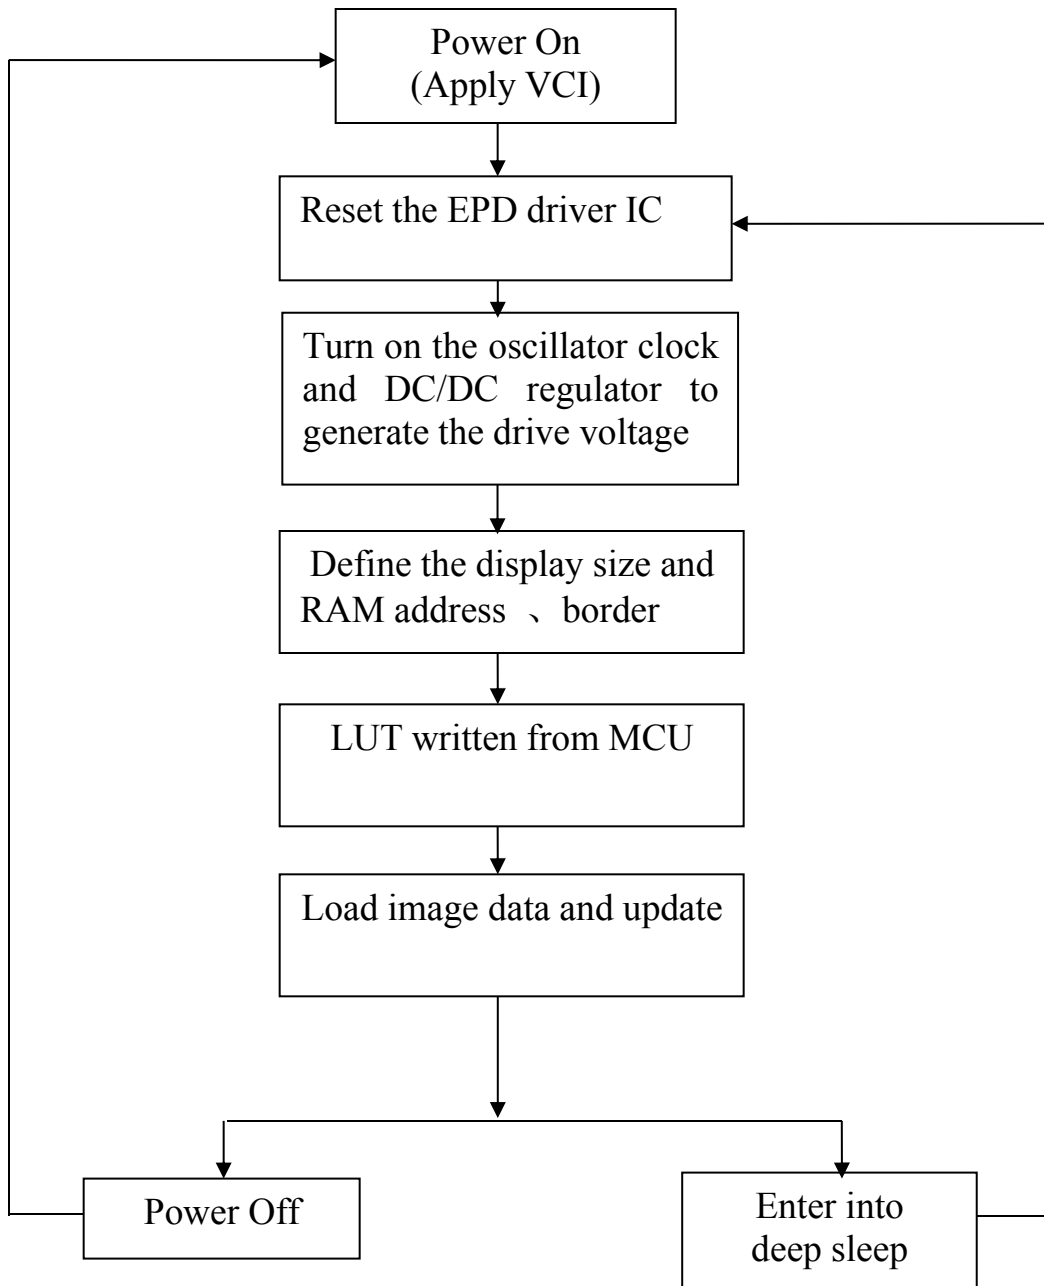 Power On
(Apply VCI)
Reset the EPD driver IC
Turn on the oscillator clock
and DC/DC regulator to
generate the drive voltage
Define the display size and
RAM address 、border
LUT written from MCU
Load image data and update
Power Off
Enter into
deep sleep